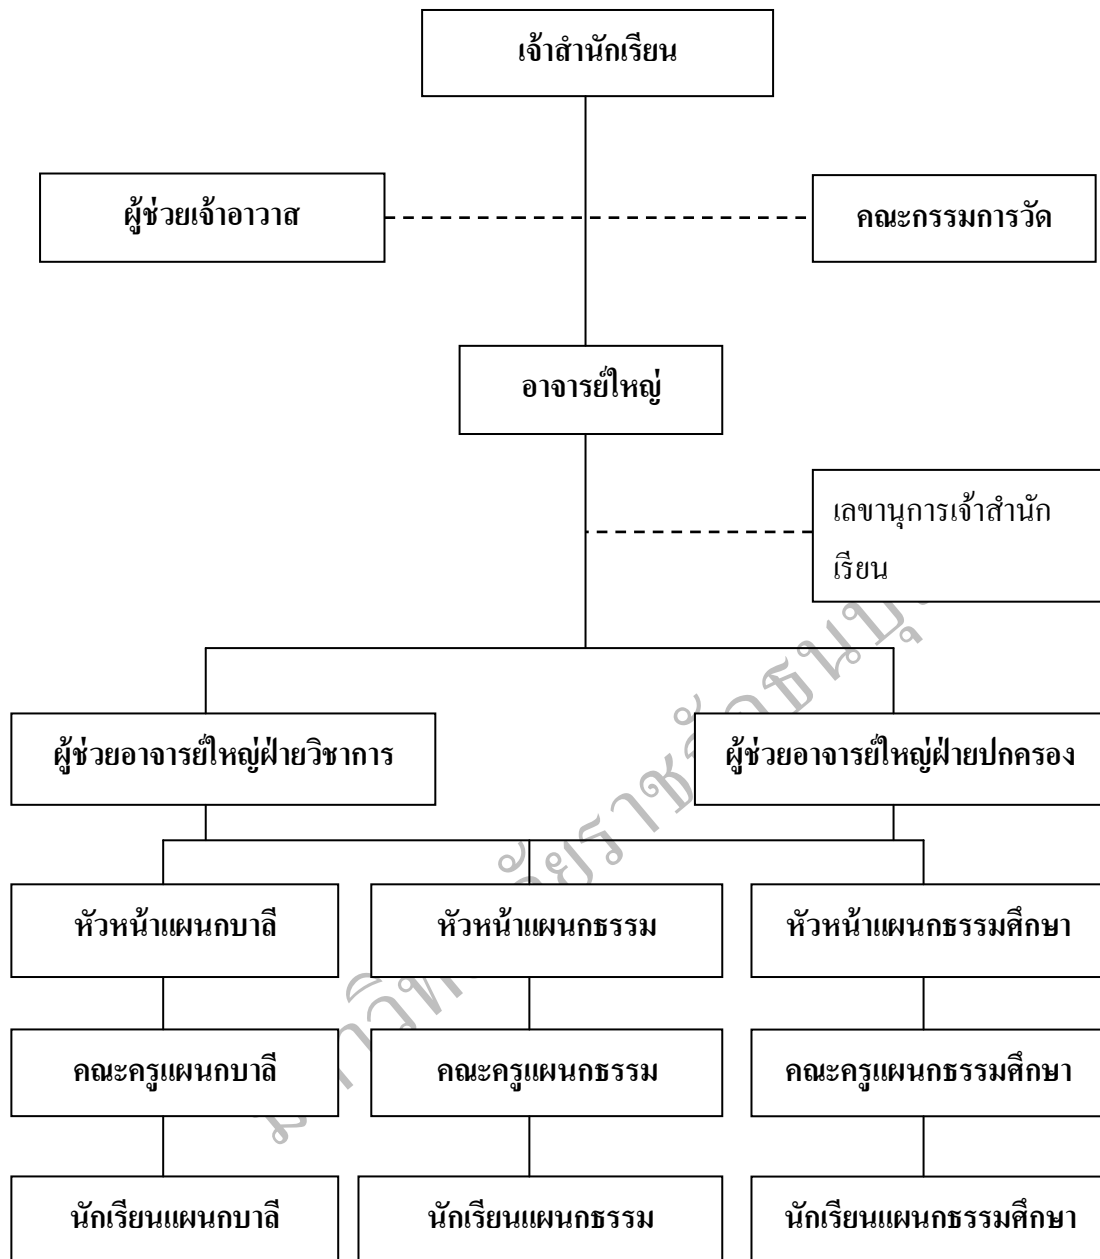 เจ้าสำนักเรียน
ผู้ช่วยเจ้าอาวาส
คณะกรรมการวัด
อาจารย์ใหญ่
เลขานุการเจ้าสำนัก
เรียน
ผู้ช่วยอาจารย์ใหญ่ฝ่ายวิชาการ
ผู้ช่วยอาจารย์ใหญ่ฝ่ายปกครอง
หัวหน้าแผนกบาลี
หัวหน้าแผนกธรรม
หัวหน้าแผนกธรรมศึกษา
คณะครูแผนกบาลี
คณะครูแผนกธรรม
คณะครูแผนกธรรมศึกษา
นักเรียนแผนกบาลี
นักเรียนแผนกธรรม
นักเรียนแผนกธรรมศึกษา